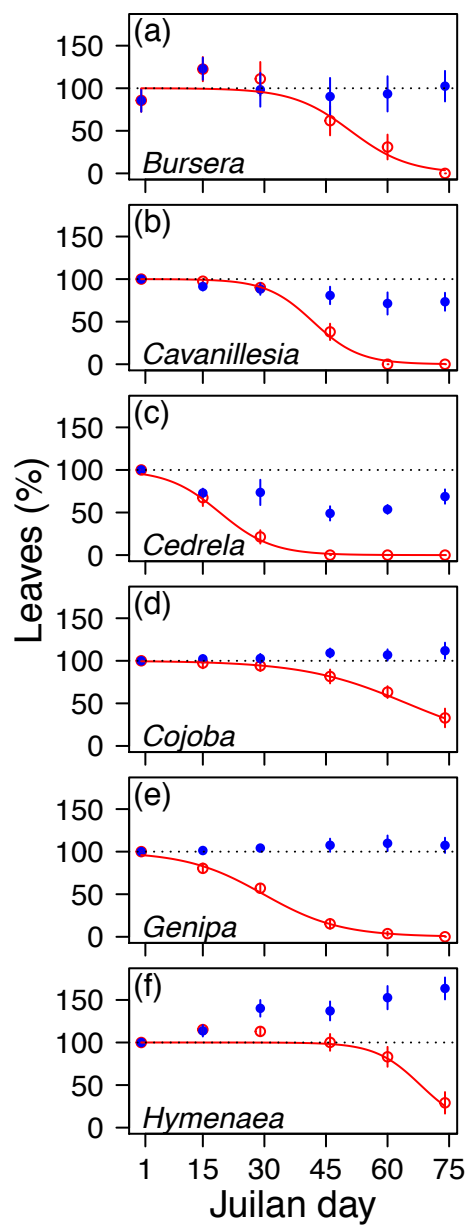 Leaves (%)
(a)
150
100
50
0
Bursera
(b)
150
100
50
0
Cavanillesia
(c)
150
100
50
0
Cedrela
(d)
150
100
50
0
Cojoba
(e)
150
100
50
0
Genipa
(f)
150
100
50
0
Hymenaea
1 15 30 45 60 75
Juilan day